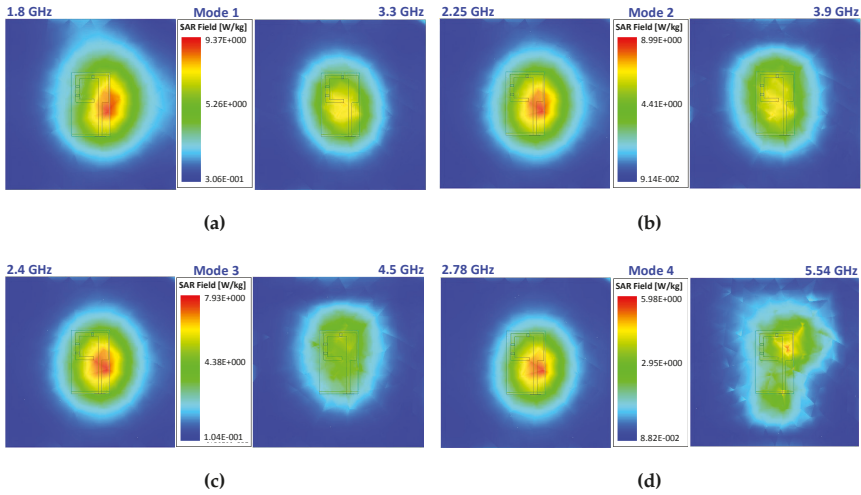 1.8 GHz Mode 1 3.3 GHz
SAR Field [W/kg]
9.37E+000
5.26E+000
3.06E-001
(a)
2.25 GHz Mode 2 3.9 GHz
SAR Field [W/kg]
8.99E+000
4.41E+000
9.14E-002
(b)
2.4 GHz Mode 3 4.5 GHz
SAR Field [W/kg]
7.93E+000
4.38E+000
1.04E-001
(c)
2.78 GHz Mode 4 5.54 GHz
SAR Field [W/kg]
5.98E+000
2.95E+000
8.82E-002
(d)